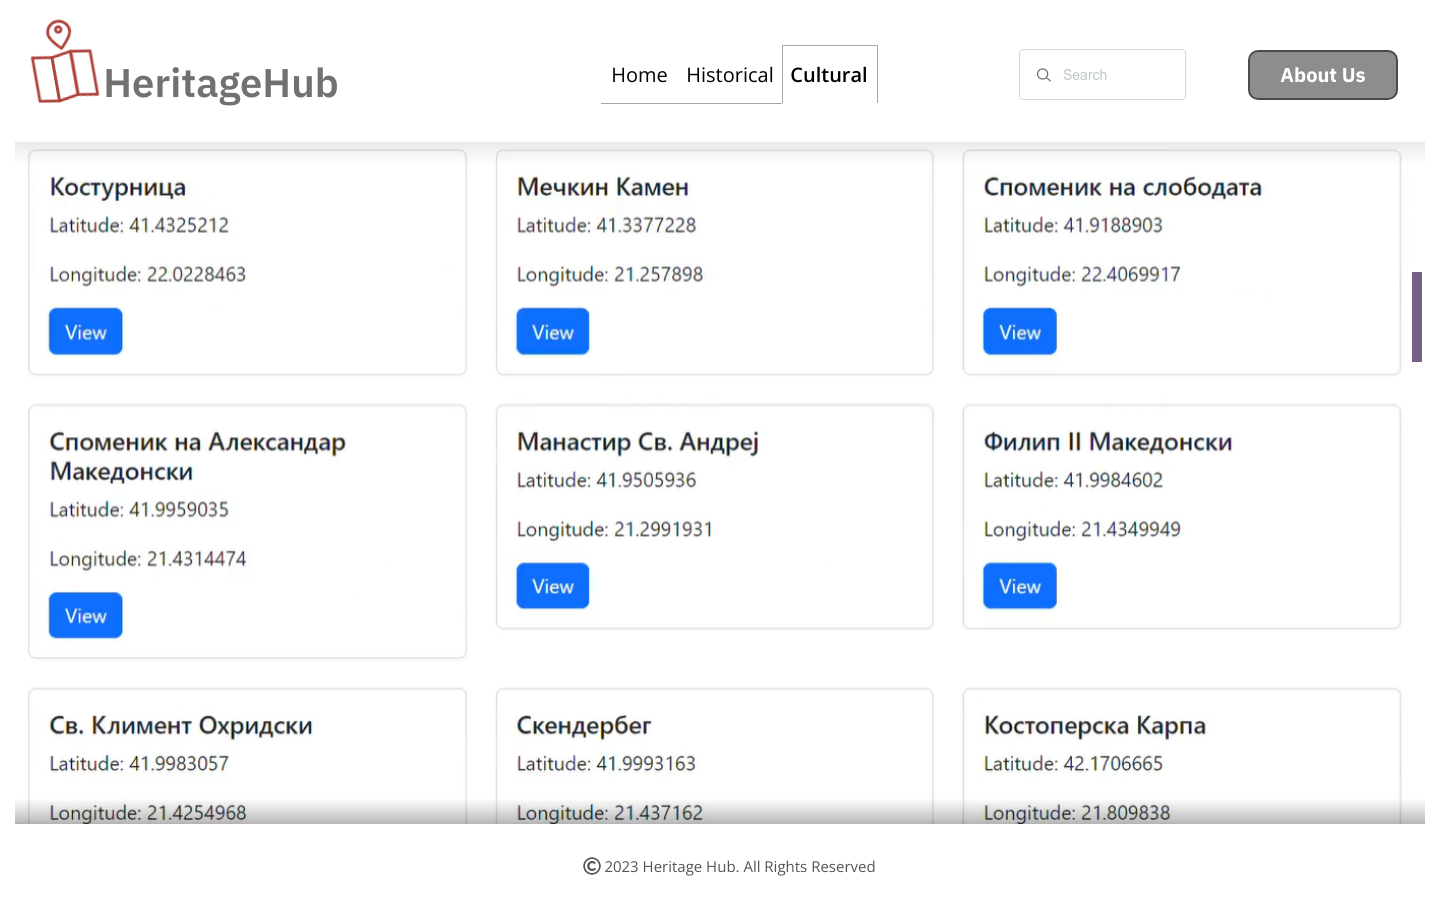 HeritageHub
Home Historical Cultural
Search
About Us
Костурница
Latitude: 41.4325212
Longitude: 22.0228463
View
Мечкин Камен
Latitude: 41.3377228
Longitude: 21.257898
View
Споменик на слободата
Latitude: 41.9188903
Longitude: 22.4069917
View
Споменик на Александар
Македонски
Latitude: 41.9959035
Longitude: 21.4314474
View
Манастир Св. Андреј
Latitude: 41.9505936
Longitude: 21.2991931
View
Филип II Македонски
Latitude: 41.9984602
Longitude: 21.4349949
View
Св. Климент Охридски
Latitude: 41.9983057
Longitude: 21.4254968
Скендербег
Latitude: 41.9993163
Longitude: 21.437162
Костоперска Карпа
Latitude: 42.1706665
Longitude: 21.809838
© 2023 Heritage Hub. All Rights Reserved